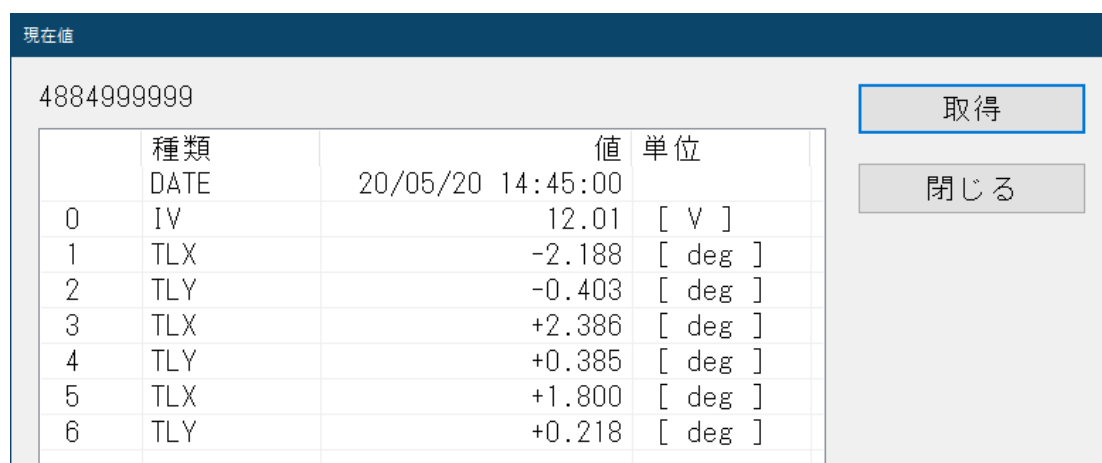 現在値
4884999999
取得
閉じる
種類 値 単位
DATE 20/05/20 14:45:00
0 IV 12.01 [ V ]
1 TLX -2.188 [ deg ]
2 TLY -0.403 [ deg ]
3 TLX +2.386 [ deg ]
4 TLY +0.385 [ deg ]
5 TLX +1.800 [ deg ]
6 TLY +0.218 [ deg ]